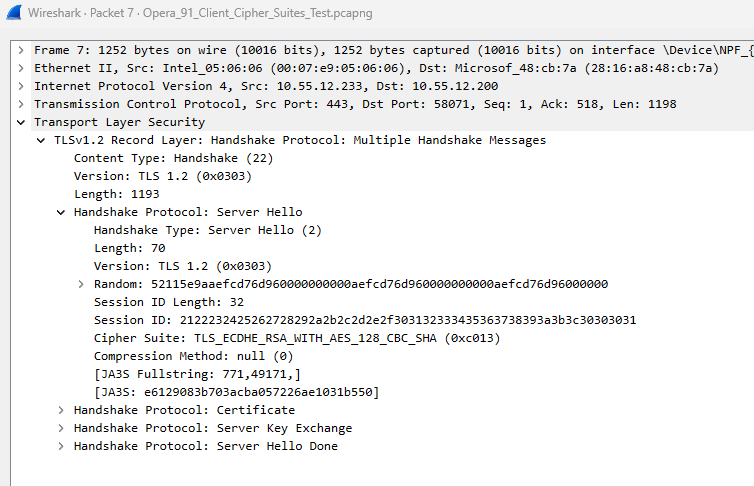 Wireshark · Packet 7 · Opera_91_Client_Cipher_Suites_Test.pcapng
Frame 7: 1252 bytes on wire (10016 bits), 1252 bytes captured (10016 bits) on interface \Device\NPF_{
Ethernet II, Src: Intel_05:06:06 (00:07:e9:05:06:06), Dst: Microsof_48:cb:7a (28:16:a8:48:cb:7a)
Internet Protocol Version 4, Src: 10.55.12.233, Dst: 10.55.12.200
Transmission Control Protocol, Src Port: 443, Dst Port: 58071, Seq: 1, Ack: 518, Len: 1198
Transport Layer Security
TLSv1.2 Record Layer: Handshake Protocol: Multiple Handshake Messages
Content Type: Handshake (22)
Version: TLS 1.2 (0x0303)
Length: 1193
Handshake Protocol: Server Hello
Handshake Type: Server Hello (2)
Length: 70
Version: TLS 1.2 (0x0303)
Random: 52115e9aaefcd76d960000000000aefcd76d960000000000aefcd76d96000000
Session ID Length: 32
Session ID: 2122232425262728292a2b2c2d2e2f303132333435363738393a3b3c30303031
Cipher Suite: TLS_ECDHE_RSA_WITH_AES_128_CBC_SHA (0xc013)
Compression Method: null (0)
[JA3S Fullstring: 771,49171,]
[JA3S: e6129083b703acba057226ae1031b550]
Handshake Protocol: Certificate
Handshake Protocol: Server Key Exchange
Handshake Protocol: Server Hello Done